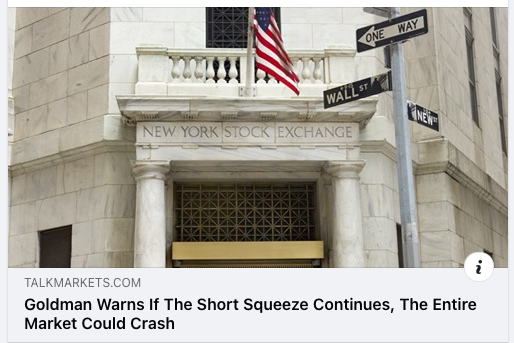 ONE WAY
WALL ST
NEW
NEW YORK STOCK EXCHANGE
i
TALKMARKETS.COM
Goldman Warns If The Short Squeeze Continues, The Entire
Market Could Crash